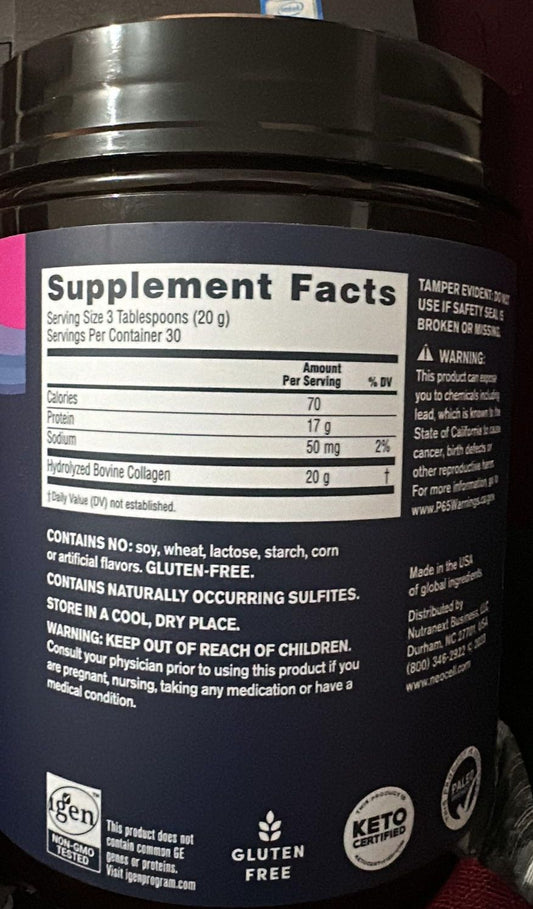 Supplement Facts
Serving Size 3 Tablespoons (20 g)
Servings Per Container 30
Amount
Per Serving % DV
Calories 70
Protein 17 g
Sodium 50 mg 2%
Hydrolyzed Bovine Collagen 20 g †
† Daily Value (DV) not established.
CONTAINS NO: soy, wheat, lactose, starch, corn
or artificial flavors. GLUTEN-FREE.
CONTAINS NATURALLY OCCURRING SULFITES.
STORE IN A COOL, DRY PLACE.
WARNING: KEEP OUT OF REACH OF CHILDREN.
Consult your physician prior to using this product if you
are pregnant, nursing, taking any medication or have a
medical condition.
TAMPER EVIDENT: DO NOT
USE IF SAFETY SEAL IS
BROKEN OR MISSING.
WARNING:
This product can expose
you to chemicals including
lead, which is known to the
State of California to cause
cancer, birth defects or
other reproductive harm.
For more information go to
www.P65Warnings.ca.gov
Made in the USA
of global ingredients
Distributed by
Nutranext Business, LLC
Durham, NC 27701 USA
(800) 346-2922 ©
www.neocell.com
igen™
NON-GMO
TESTED
This product does not
contain common GE
genes or proteins.
Visit igenprogram.com
GLUTEN
FREE
THIS PRODUCT IS
KETO
CERTIFIED
PALEO